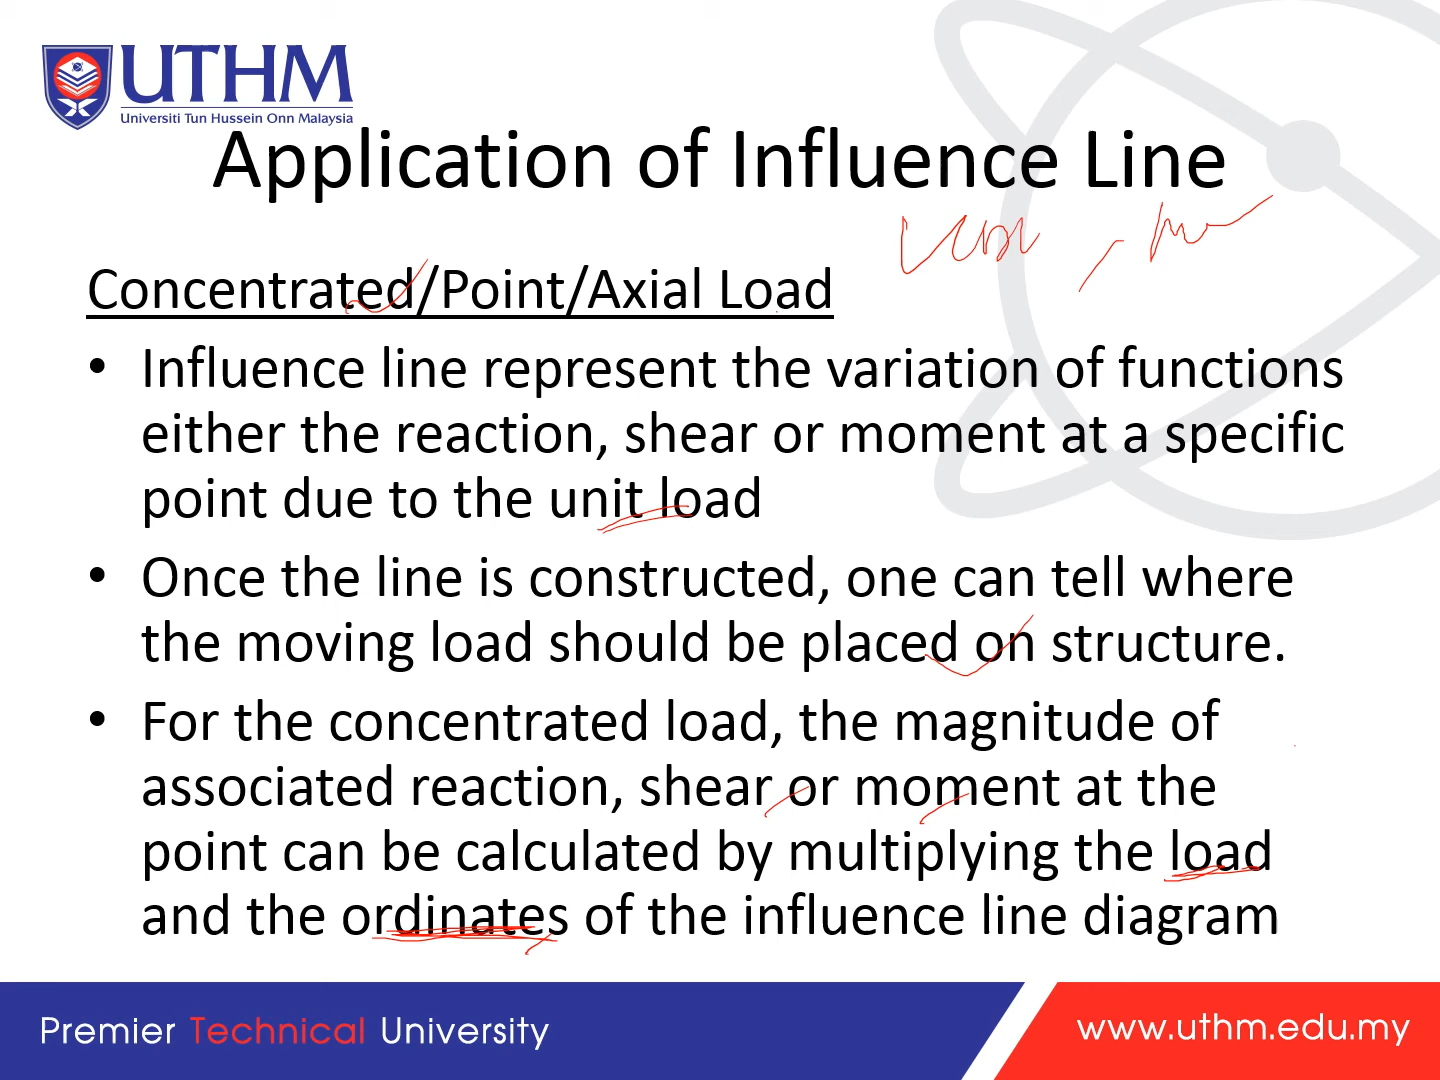 UTHM
Universiti Tun Hussein Onn Malaysia
Application of Influence Line
Concentrated/Point/Axial Load
• Influence line represent the variation of functions
either the reaction, shear or moment at a specific
point due to the unit load
• Once the line is constructed, one can tell where
the moving load should be placed on structure.
• For the concentrated load, the magnitude of
associated reaction, shear or moment at the
point can be calculated by multiplying the load
and the ordinates of the influence line diagram
Premier Technical University
www.uthm.edu.my